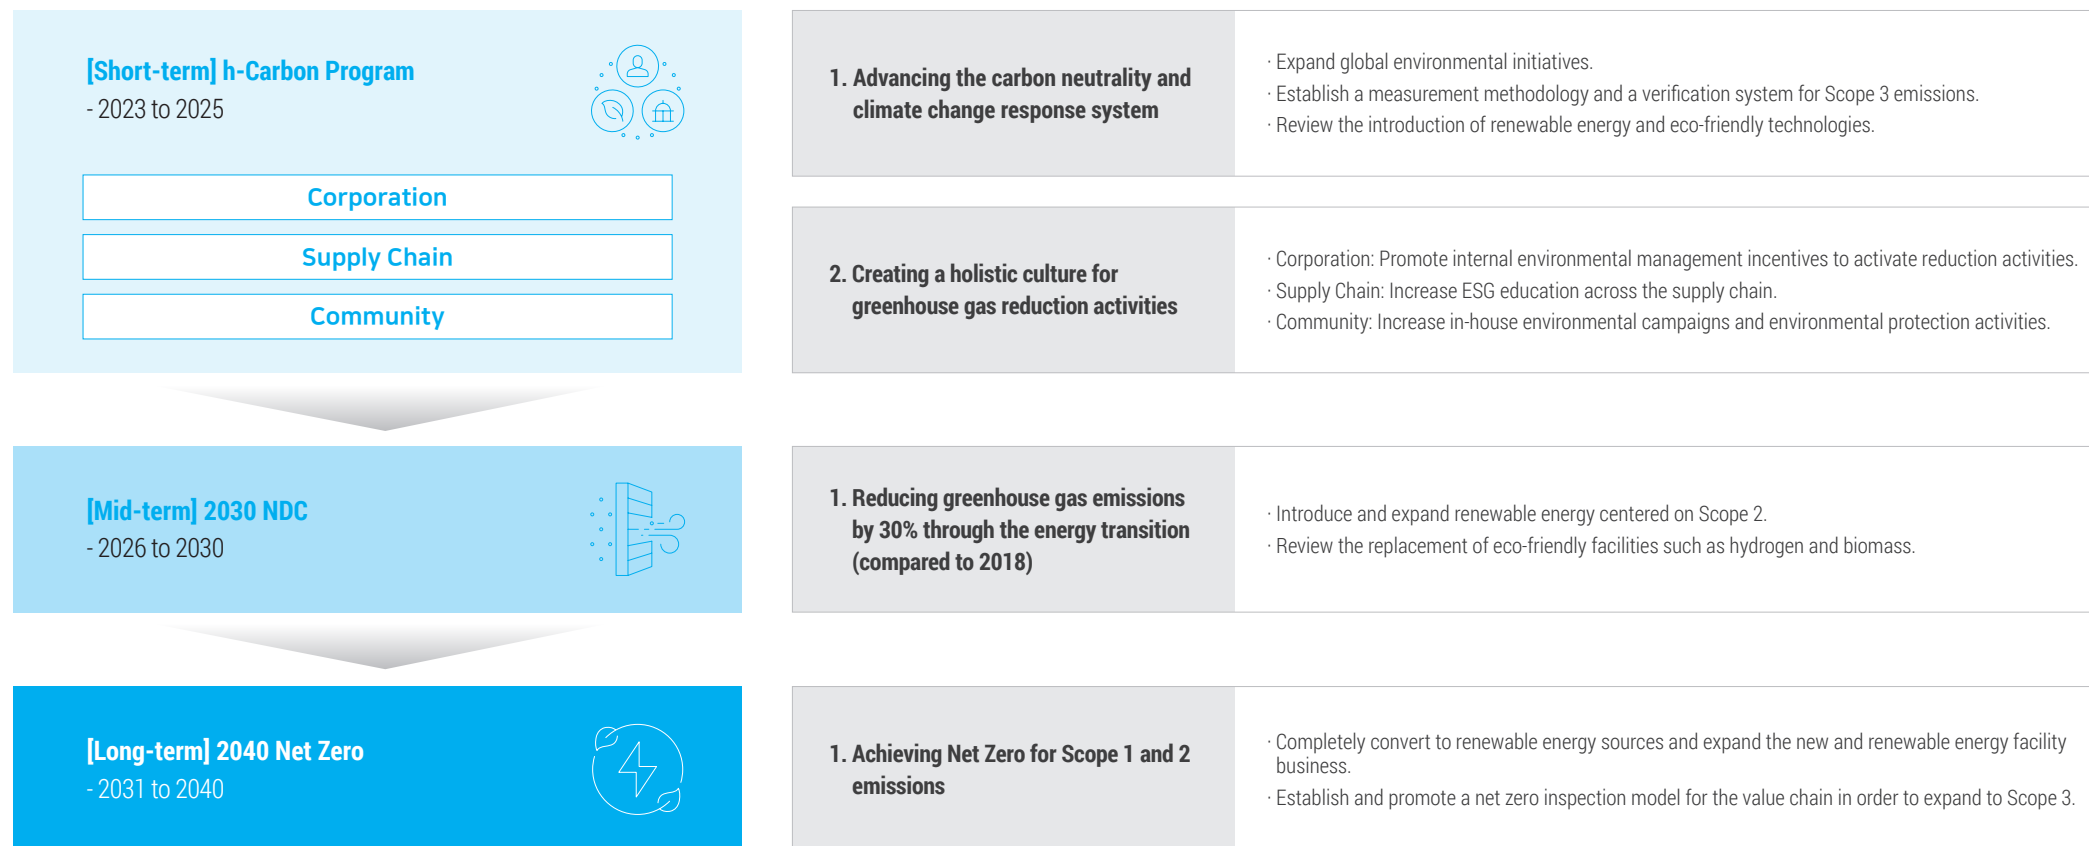 [Short-term] h-Carbon Program
- 2023 to 2025
Corporation
Supply Chain
Community
1. Advancing the carbon neutrality and
climate change response system
· Expand global environmental initiatives.
· Establish a measurement methodology and a verification system for Scope 3 emissions.
· Review the introduction of renewable energy and eco-friendly technologies.
2. Creating a holistic culture for
greenhouse gas reduction activities
· Corporation: Promote internal environmental management incentives to activate reduction activities.
· Supply Chain: Increase ESG education across the supply chain.
· Community: Increase in-house environmental campaigns and environmental protection activities.
[Mid-term] 2030 NDC
- 2026 to 2030
1. Reducing greenhouse gas emissions
by 30% through the energy transition
(compared to 2018)
· Introduce and expand renewable energy centered on Scope 2.
· Review the replacement of eco-friendly facilities such as hydrogen and biomass.
[Long-term] 2040 Net Zero
- 2031 to 2040
1. Achieving Net Zero for Scope 1 and 2
emissions
· Completely convert to renewable energy sources and expand the new and renewable energy facility
business.
· Establish and promote a net zero inspection model for the value chain in order to expand to Scope 3.